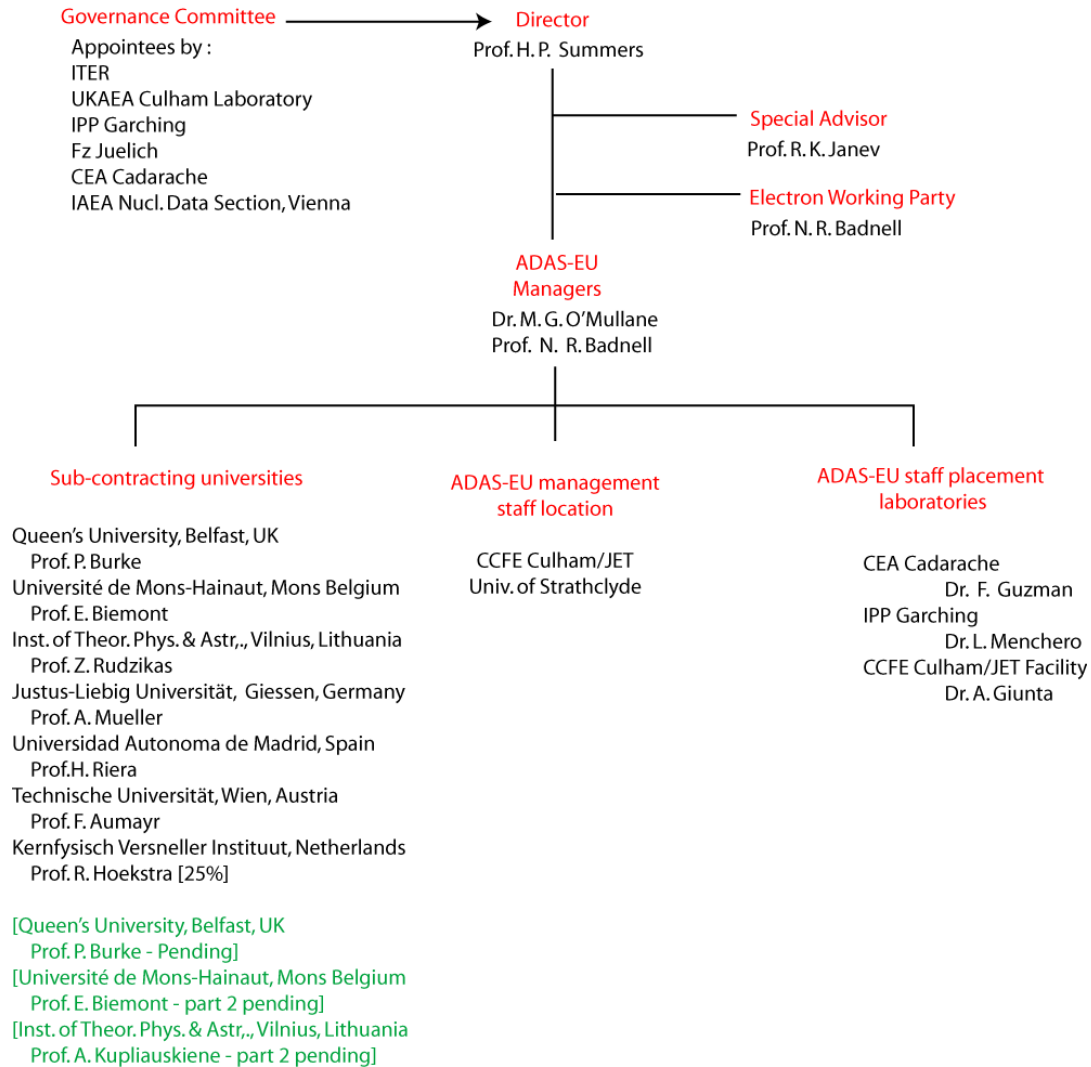 Governance Committee
Appointees by :
ITER
UKAEA Culham Laboratory
IPP Garching
Fz Juelich
CEA Cadarache
IAEA Nucl. Data Section, Vienna
Director
Prof. H. P. Summers
Special Advisor
Prof. R. K. Janev
Electron Working Party
Prof. N. R. Badnell
ADAS-EU
Managers
Dr. M. G. O’Mullane
Prof. N. R. Badnell
Sub-contracting universities
Queen’s University, Belfast, UK
Prof. P. Burke
Université de Mons-Hainaut, Mons Belgium
Prof. E. Biemont
Inst. of Theor. Phys. & Astr,., Vilnius, Lithuania
Prof. Z. Rudzikas
Justus-Liebig Universität, Giessen, Germany
Prof. A. Mueller
Universidad Autonoma de Madrid, Spain
Prof.H. Riera
Technische Universität, Wien, Austria
Prof. F. Aumayr
Kernfysisch Versneller Instituut, Netherlands
Prof. R. Hoekstra [25%]
[Queen’s University, Belfast, UK
Prof. P. Burke - Pending]
[Université de Mons-Hainaut, Mons Belgium
Prof. E. Biemont - part 2 pending]
[Inst. of Theor. Phys. & Astr,., Vilnius, Lithuania
Prof. A. Kupliauskiene - part 2 pending]
ADAS-EU management
staff location
CCFE Culham/JET
Univ. of Strathclyde
ADAS-EU staff placement
laboratories
CEA Cadarache
Dr. F. Guzman
IPP Garching
Dr. L. Menchero
CCFE Culham/JET Facility
Dr. A. Giunta